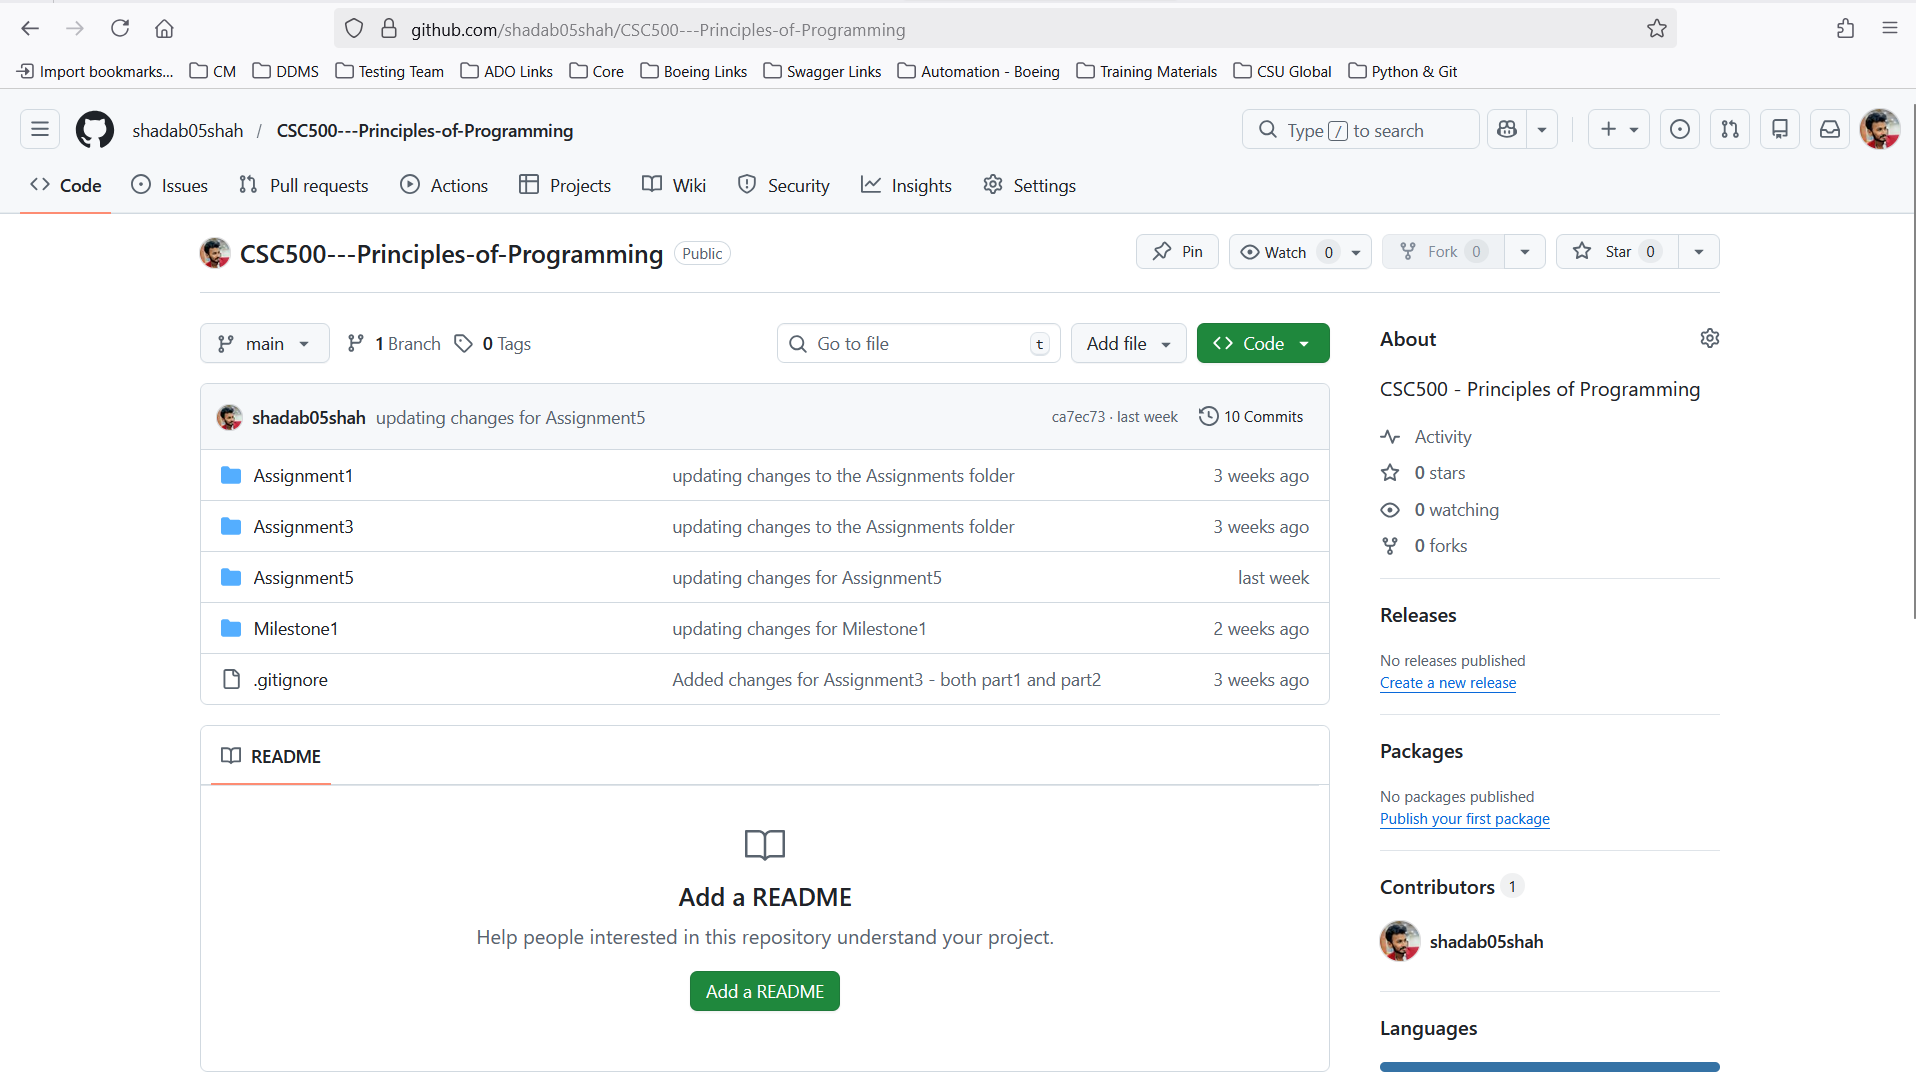 github.com/shadab05shah/CSC500---Principles-of-Programming
Import bookmarks... CM DDMS Testing Team ADO Links Core Boeing Links Swagger Links Automation - Boeing Training Materials CSU Global Python & Git
shadab05shah / CSC500---Principles-of-Programming Type / to search
Code Issues Pull requests Actions Projects Wiki Security Insights Settings
CSC500---Principles-of-Programming Public Pin Watch 0 Fork 0 Star 0
main 1 Branch 0 Tags Go to file t Add file Code
shadab05shah updating changes for Assignment5 ca7ec73 · last week 10 Commits
Assignment1 updating changes to the Assignments folder 3 weeks ago
Assignment3 updating changes to the Assignments folder 3 weeks ago
Assignment5 updating changes for Assignment5 last week
Milestone1 updating changes for Milestone1 2 weeks ago
.gitignore Added changes for Assignment3 - both part1 and part2 3 weeks ago
README
Add a README
Help people interested in this repository understand your project.
Add a README
About
CSC500 - Principles of Programming
Activity
0 stars
0 watching
0 forks
Releases
No releases published
Create a new release
Packages
No packages published
Publish your first package
Contributors 1
shadab05shah
Languages